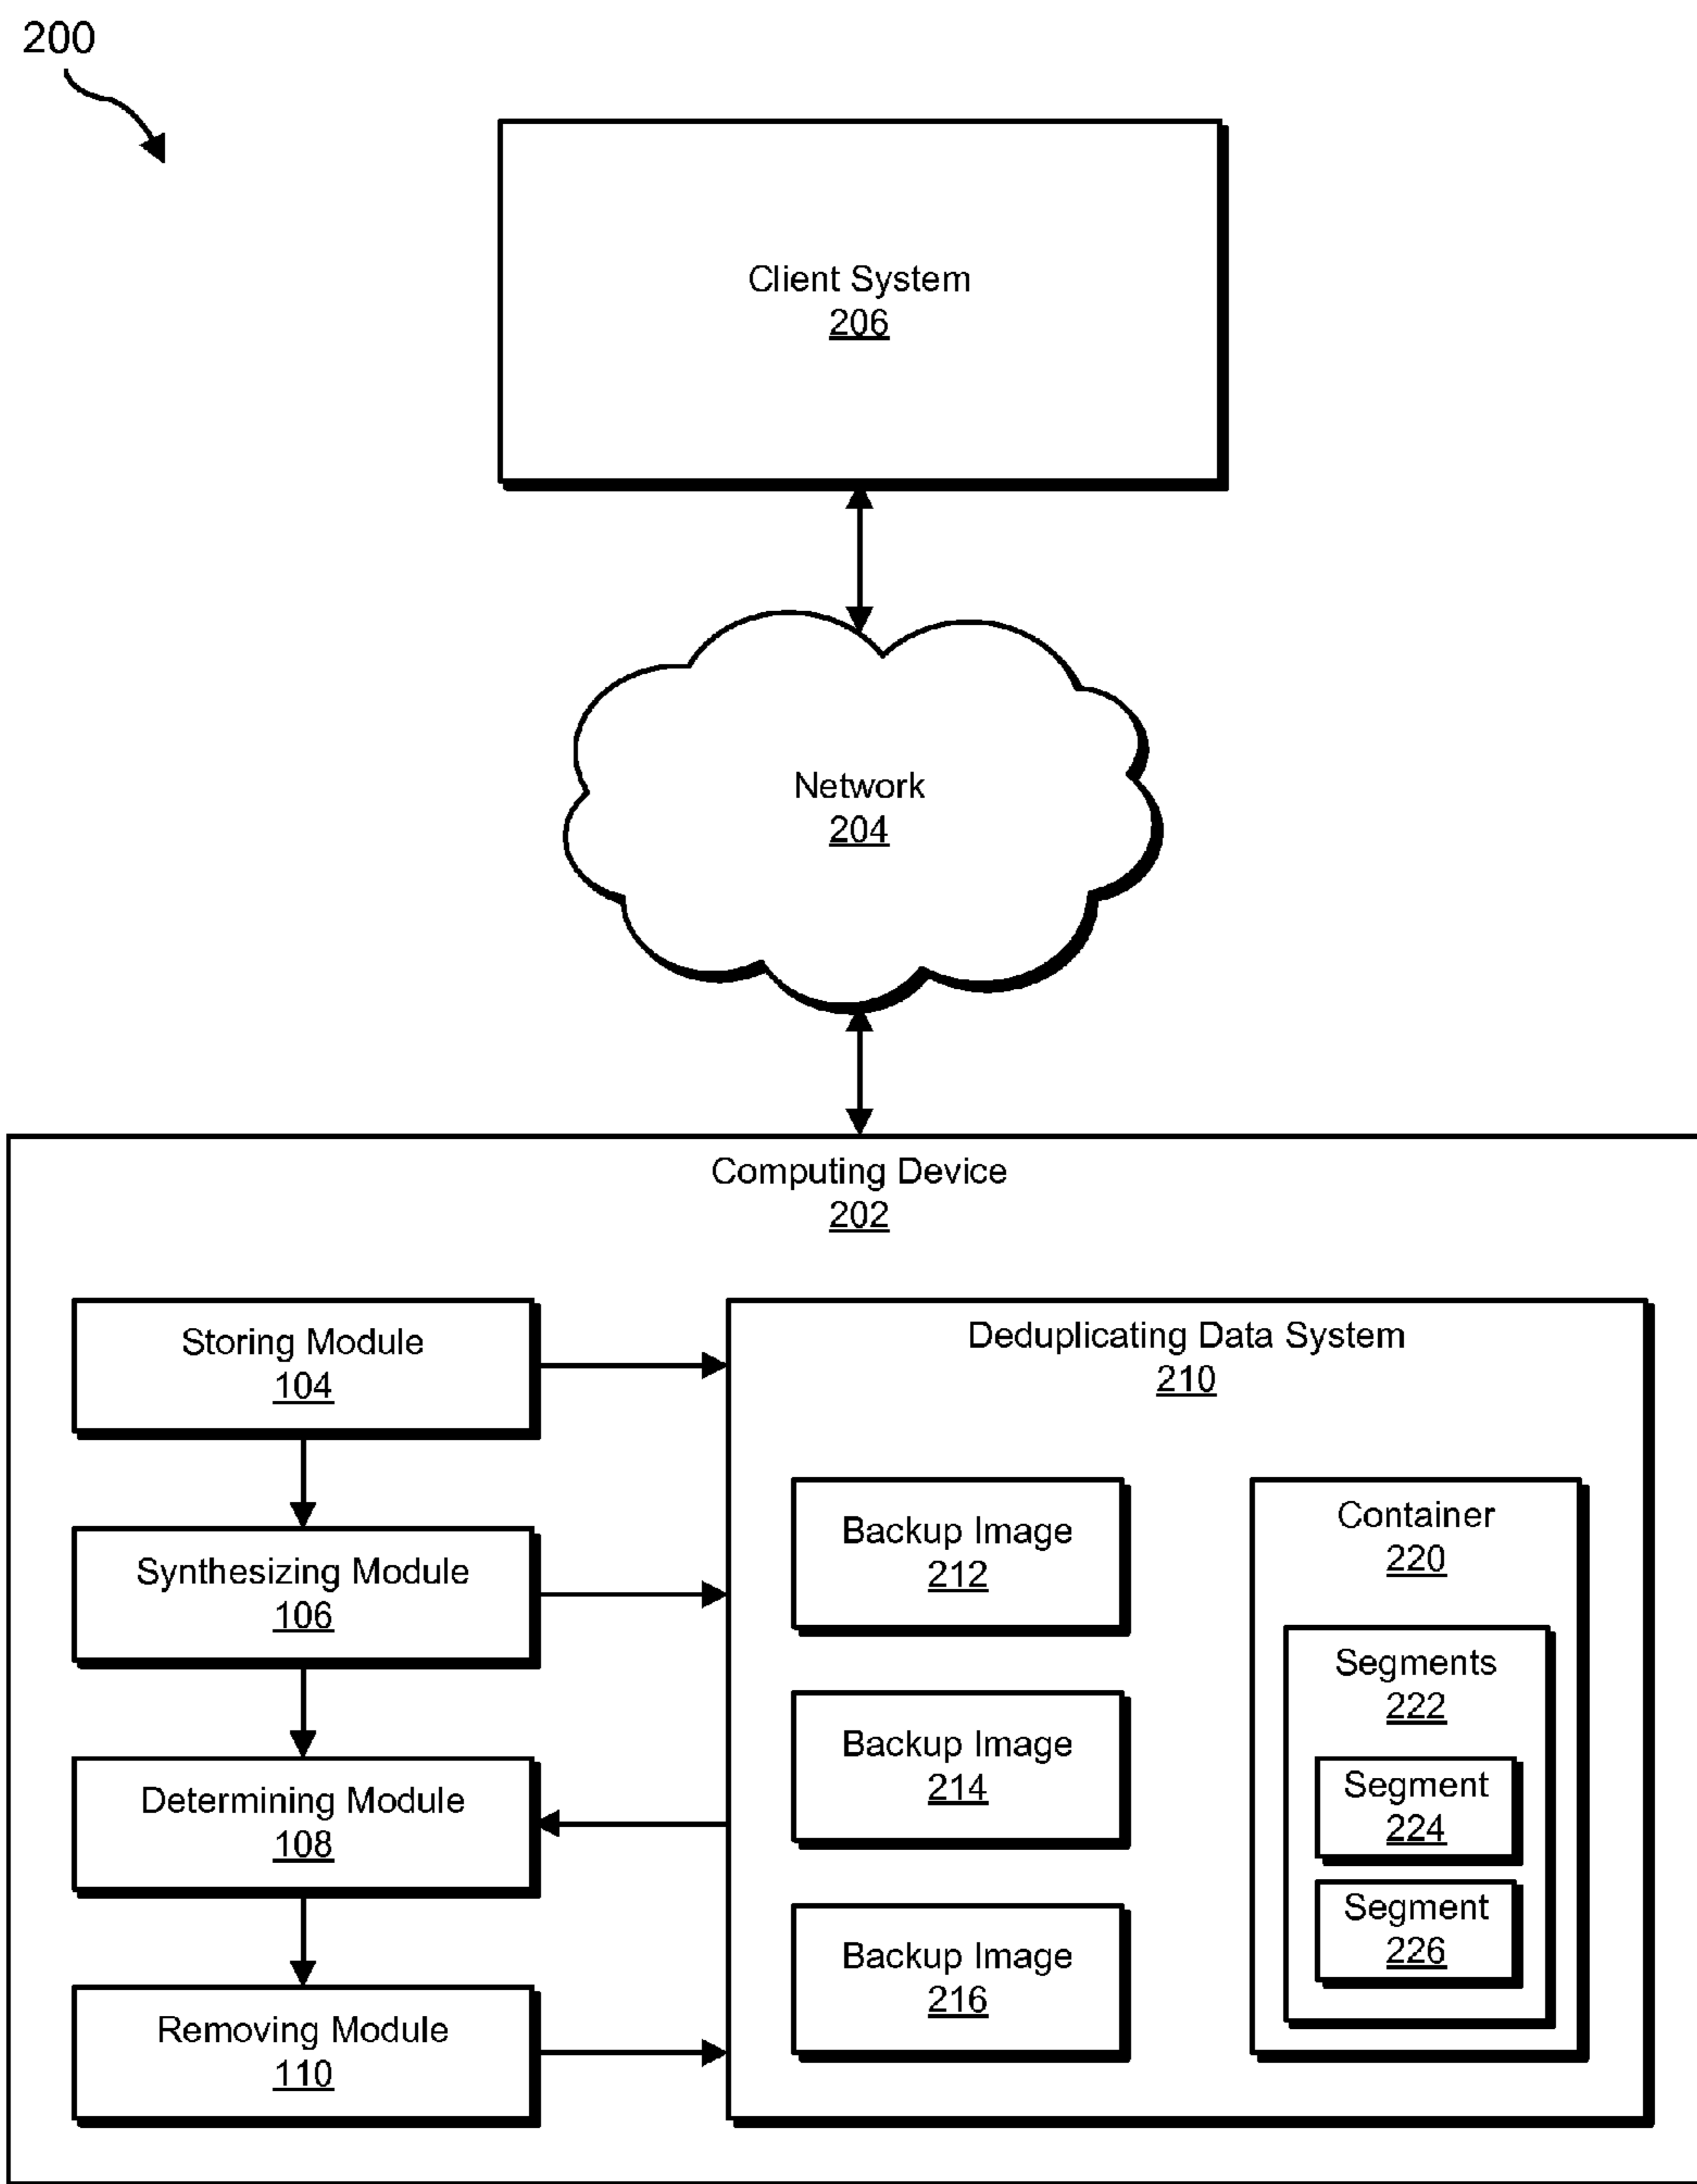 200
Client System
206
Network
204
Computing Device
202
Storing Module
104
Synthesizing Module
106
Determining Module
108
Removing Module
110
Deduplicating Data System
210
Backup Image
212
Backup Image
214
Backup Image
216
Container
220
Segments
222
Segment
224
Segment
226